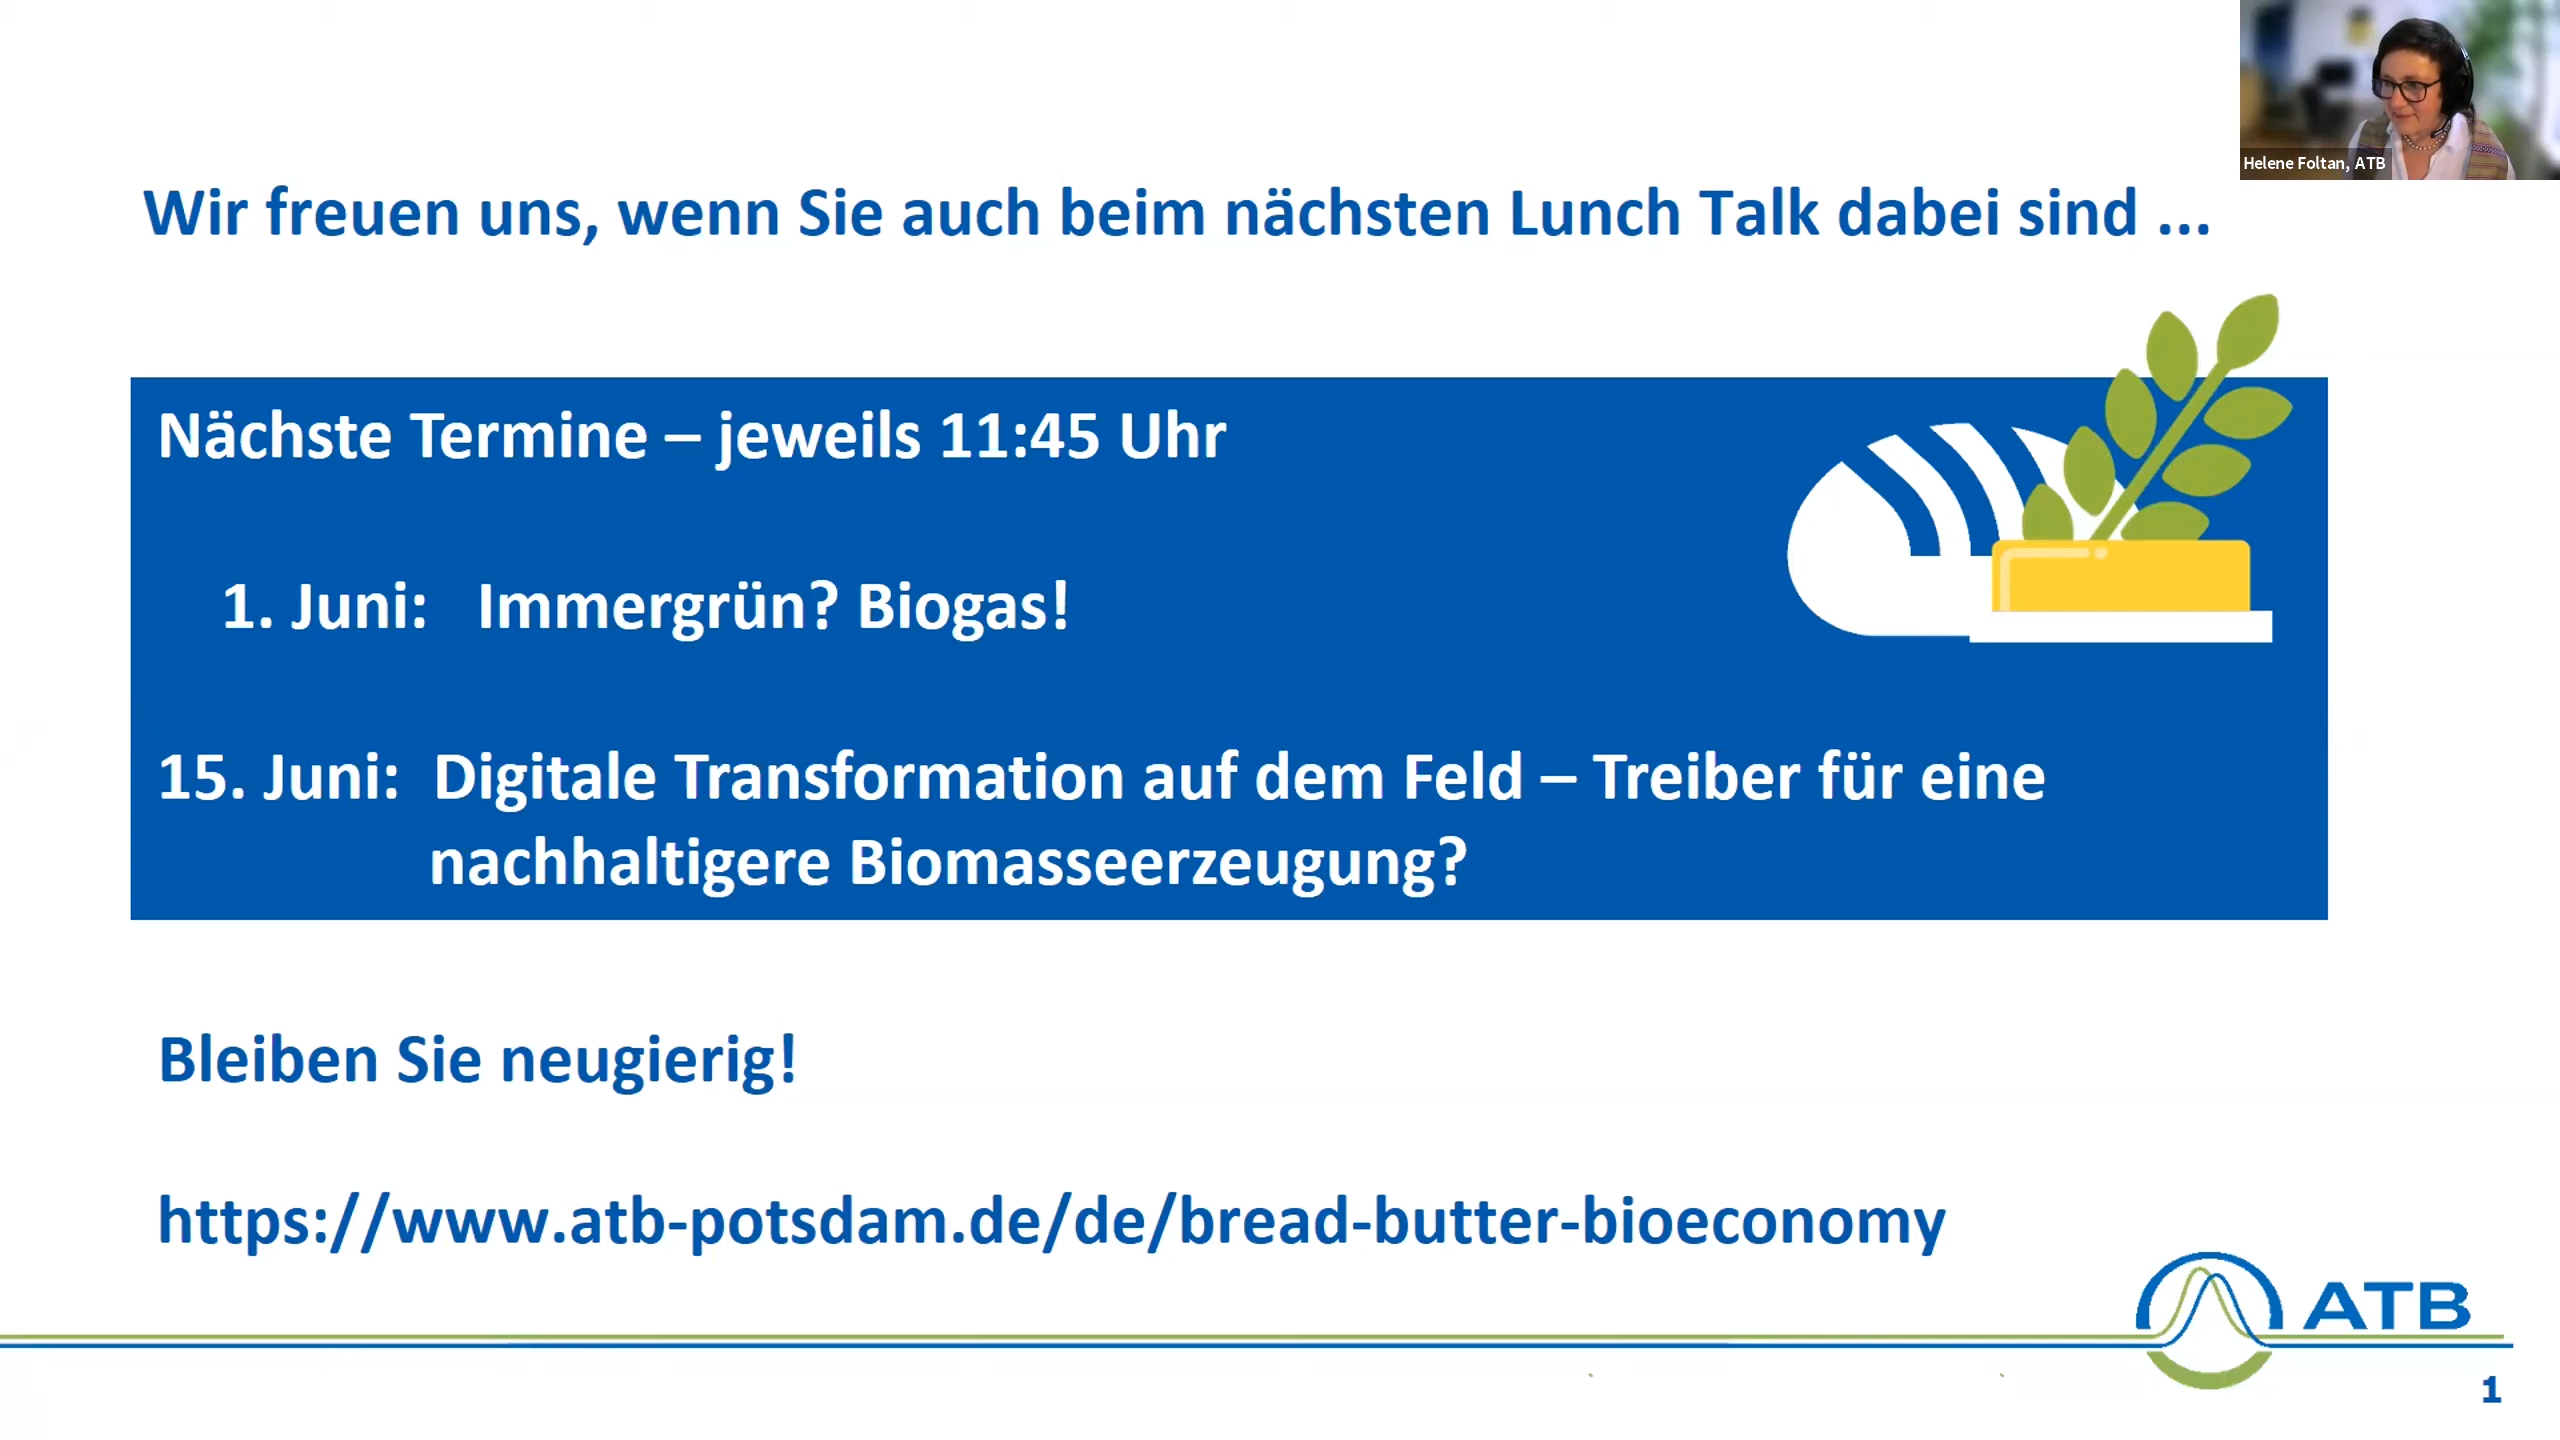 Helene Foltan, ATB
Wir freuen uns, wenn Sie auch beim nächsten Lunch Talk dabei sind ...
Nächste Termine – jeweils 11:45 Uhr
1. Juni: Immergrün? Biogas!
15. Juni: Digitale Transformation auf dem Feld – Treiber für eine
nachhaltigere Biomasseerzeugung?
Bleiben Sie neugierig!
https://www.atb-potsdam.de/de/bread-butter-bioeconomy
ATB
1